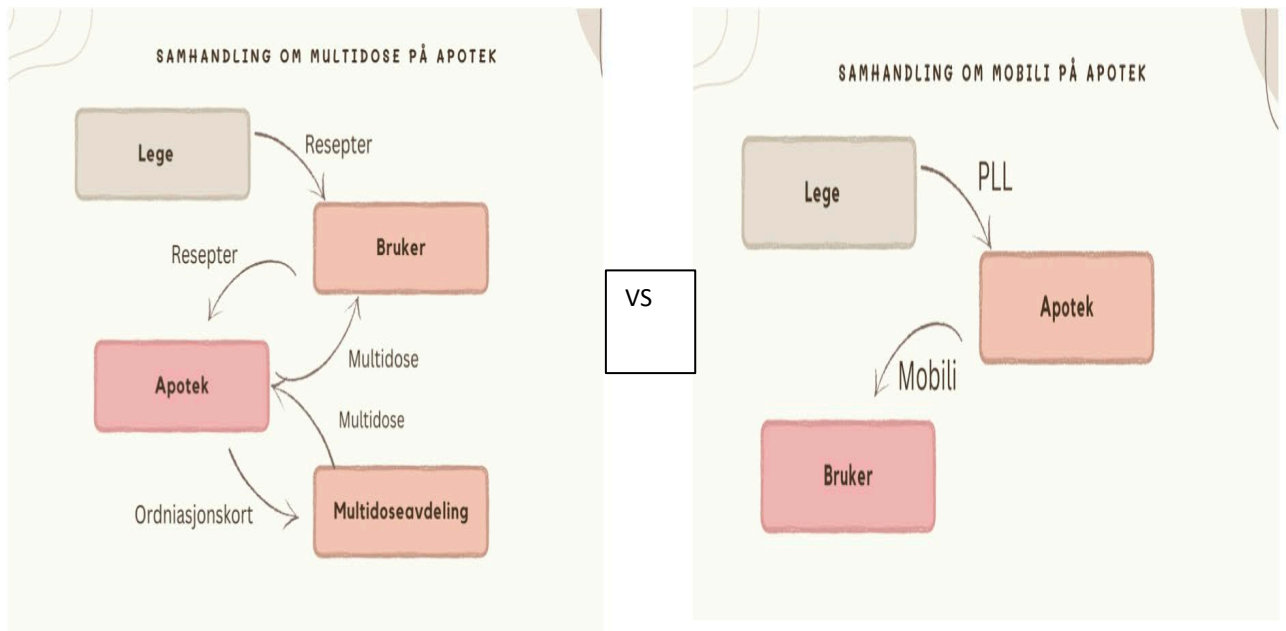 SAMHANDLING OM MULTIDOSE PÅ APOTEK
Lege
Resepter
Bruker
Resepter
Apotek
Multidose
Multidose
Ordniasjonskort
Multidoseavdeling
VS
SAMHANDLING OM MOBILI PÅ APOTEK
Lege
PLL
Apotek
Mobili
Bruker